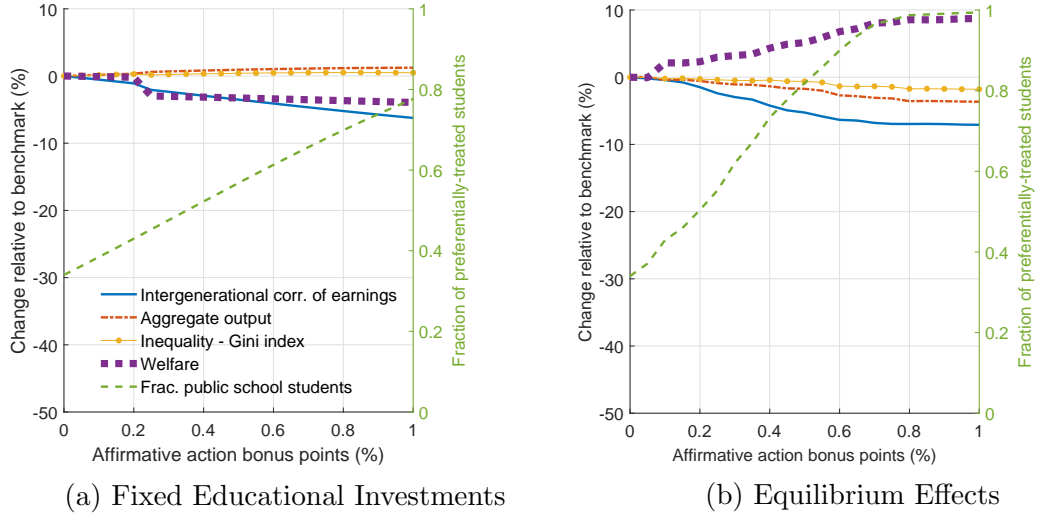 10
0
-10
-20
-30
-40
-50
Change relative to benchmark (%)
0
0.2
0.4
0.6
0.8
1
Affirmative action bonus points (%)
1
0.8
0.6
0.4
0.2
0
Fraction of preferentially-treated students
Intergenerational corr. of earnings
Aggregate output
Inequality - Gini index
Welfare
Frac. public school students
(a) Fixed Educational Investments
10
0
-10
-20
-30
-40
-50
Change relative to benchmark (%)
0
0.2
0.4
0.6
0.8
1
Affirmative action bonus points (%)
1
0.8
0.6
0.4
0.2
0
Fraction of preferentially-treated students
(b) Equilibrium Effects